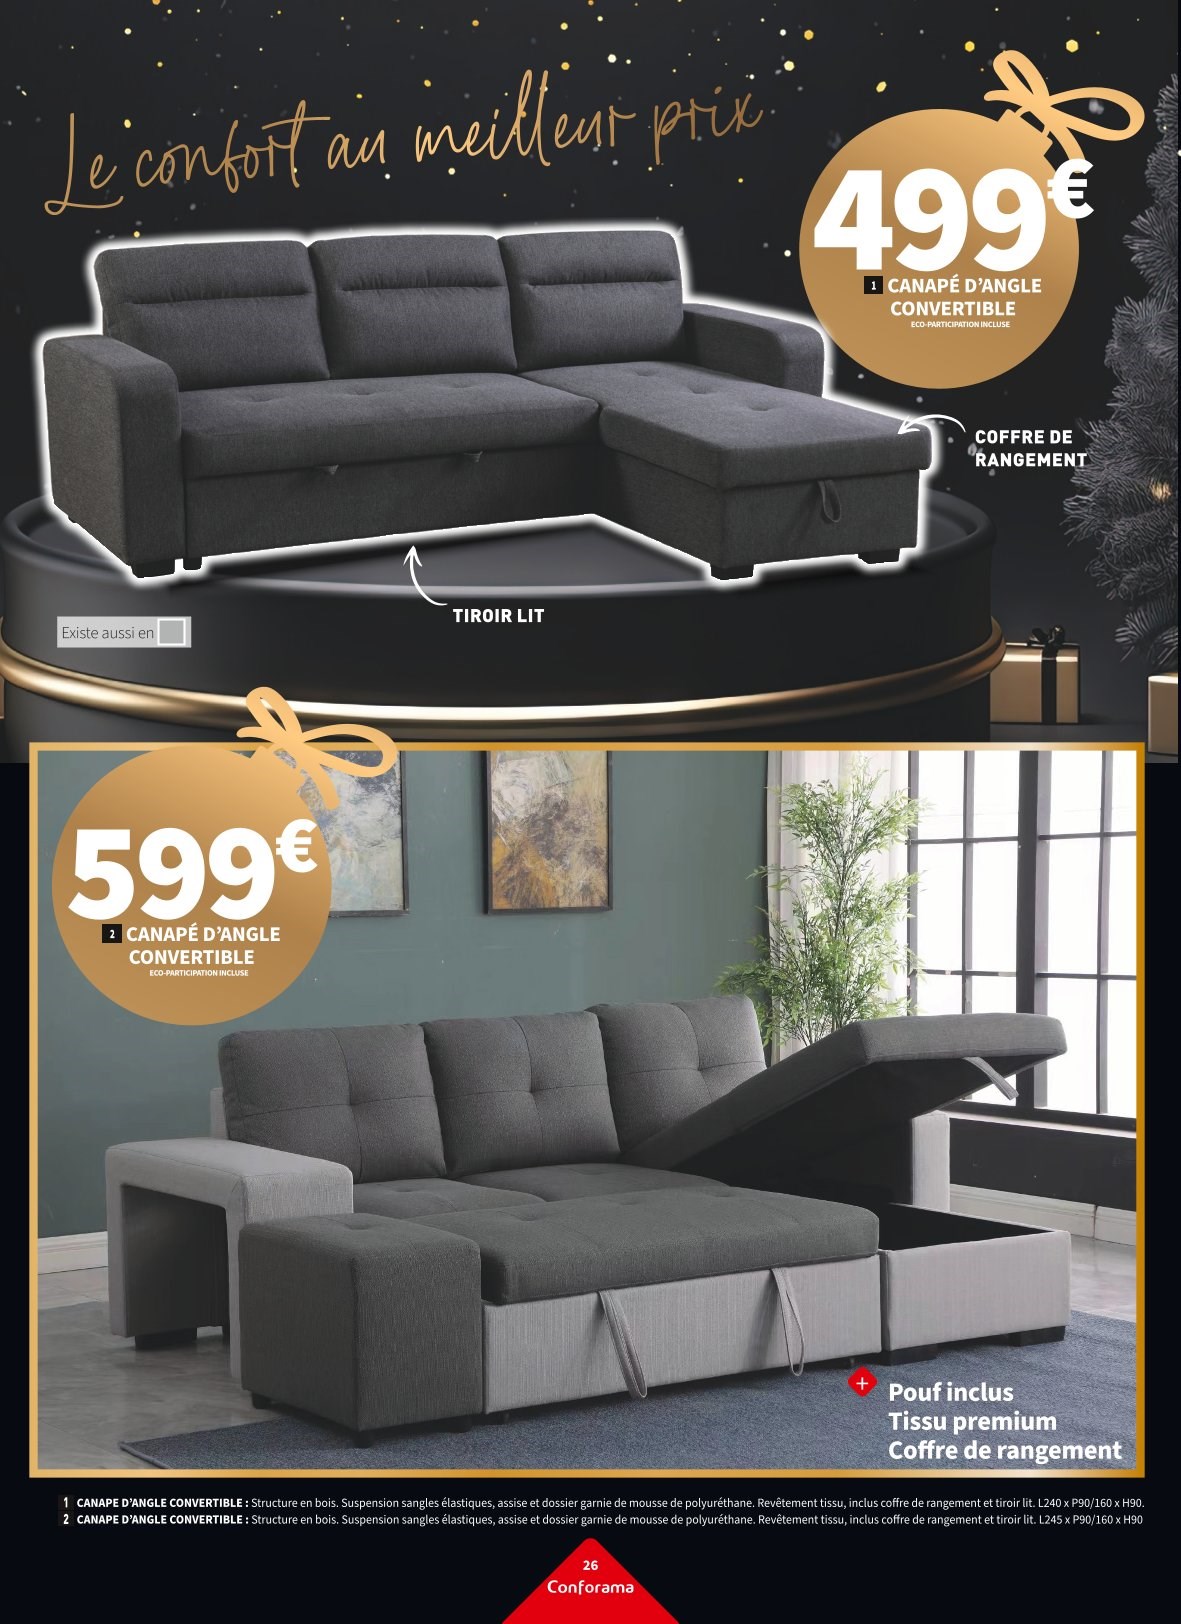 Le confort au meilleur prix
499€
1 CANAPÉ D'ANGLE
CONVERTIBLE
ECO-PARTICIPATION INCLUSE
COFFRE DE
RANGEMENT
TIROIR LIT
Existe aussi en
599€
2 CANAPÉ D'ANGLE
CONVERTIBLE
ECO-PARTICIPATION INCLUSE
+ Pouf inclus
Tissu premium
Coffre de rangement
1 CANAPE D'ANGLE CONVERTIBLE : Structure en bois. Suspension sangles élastiques, assise et dossier garnie de mousse de polyuréthane. Revêtement tissu, inclus coffre de rangement et tiroir lit. L240 x P90/160 x H90.
2 CANAPE D'ANGLE CONVERTIBLE : Structure en bois. Suspension sangles élastiques, assise et dossier garnie de mousse de polyuréthane. Revêtement tissu, inclus coffre de rangement et tiroir lit. L245 x P90/160 x H90
26
Conforama